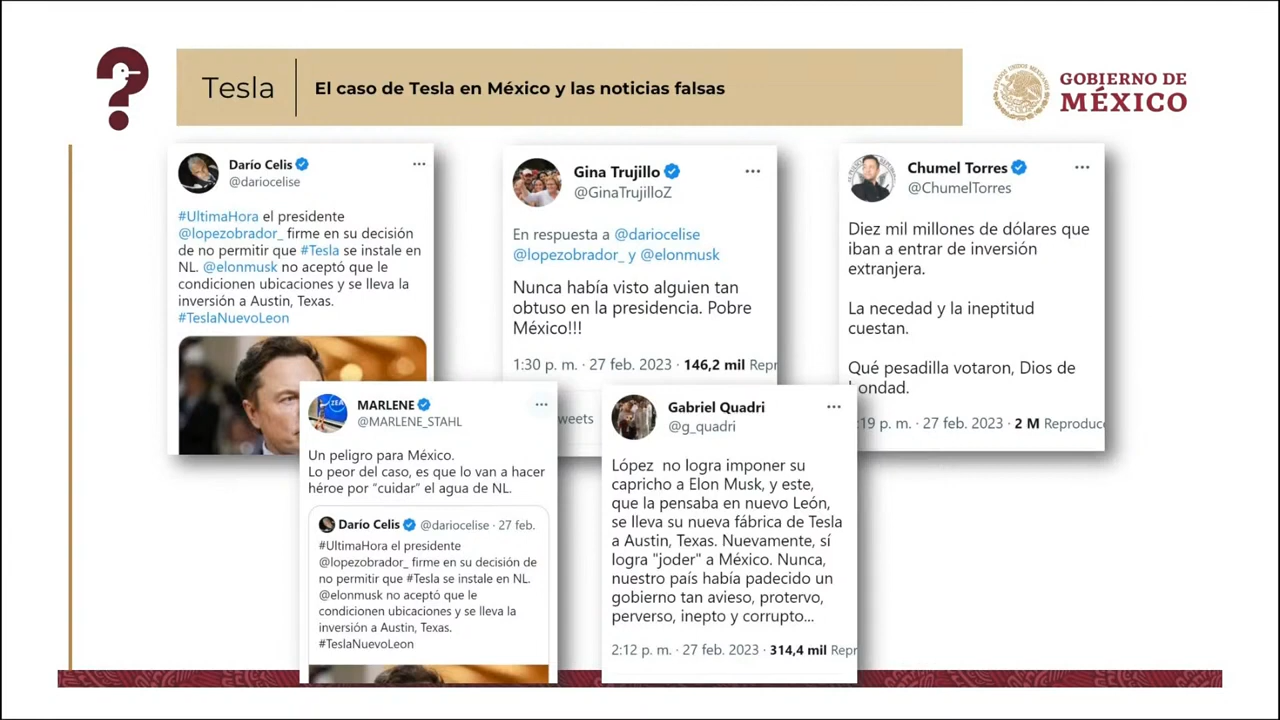 Tesla
El caso de Tesla en México y las noticias falsas
GOBIERNO DE
MÉXICO
Darío Celis
@dariocelise
#UltimaHora el presidente
@lopezobrador_ firme en su decisión
de no permitir que #Tesla se instale en
NL. @elonmusk no aceptó que le
condicionen ubicaciones y se lleva la
inversión a Austin, Texas.
#TeslaNuevoLeon
Gina Trujillo
@GinaTrujilloZ
En respuesta a @dariocelise
@lopezobrador_ y @elonmusk
Nunca había visto alguien tan
obtuso en la presidencia. Pobre
México!!!
1:30 p. m. · 27 feb. 2023 · 146,2 mil Repr
weets
Chumel Torres
@ChumelTorres
Diez mil millones de dólares que
iban a entrar de inversión
extranjera.
La necedad y la ineptitud
cuestan.
Qué pesadilla votaron, Dios de
bondad.
:19 p. m. · 27 feb. 2023 · 2 M Reproduc
MARLENE
@MARLENE_STAHL
Un peligro para México.
Lo peor del caso, es que lo van a hacer
héroe por “cuidar” el agua de NL.
Darío Celis @dariocelise · 27 feb.
#UltimaHora el presidente
@lopezobrador_ firme en su decisión de
no permitir que #Tesla se instale en NL.
@elonmusk no aceptó que le
condicionen ubicaciones y se lleva la
inversión a Austin, Texas.
#TeslaNuevoLeon
Gabriel Quadri
@g_quadri
López no logra imponer su
capricho a Elon Musk, y este,
que la pensaba en nuevo León,
se lleva su nueva fábrica de Tesla
a Austin, Texas. Nuevamente, sí
logra "joder" a México. Nunca,
nuestro país había padecido un
gobierno tan avieso, protervo,
perverso, inepto y corrupto...
2:12 p. m. · 27 feb. 2023 · 314,4 mil Repr